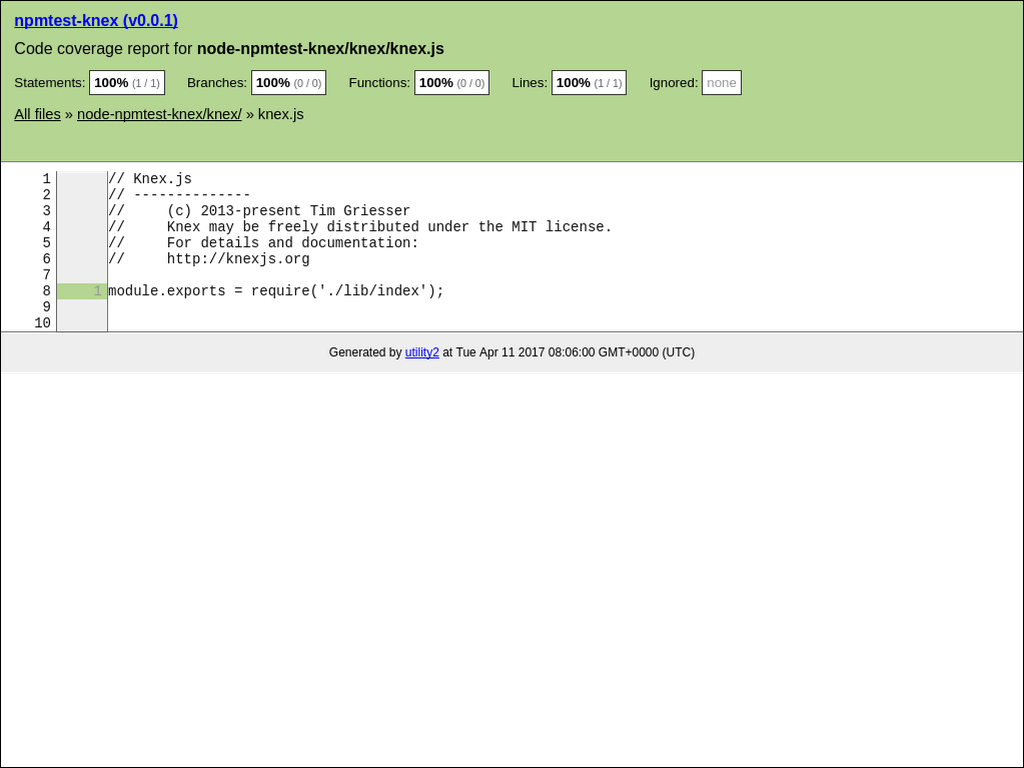 npmtest-knex (v0.0.1)
Code coverage report for node-npmtest-knex/knex/knex.js
Statements: 100% (1 / 1) Branches: 100% (0 / 0) Functions: 100% (0 / 0) Lines: 100% (1 / 1) Ignored: none
All files » node-npmtest-knex/knex/ » knex.js
1 // Knex.js
2 // --------------
3 //     (c) 2013-present Tim Griesser
4 //     Knex may be freely distributed under the MIT license.
5 //     For details and documentation:
6 //     http://knexjs.org
7
8 1 module.exports = require('./lib/index');
9
10
Generated by utility2 at Tue Apr 11 2017 08:06:00 GMT+0000 (UTC)